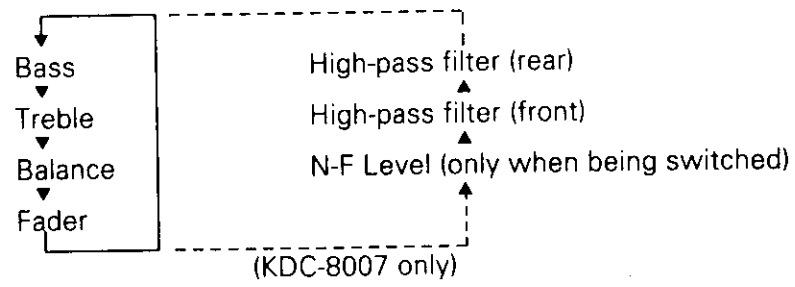 Bass
Treble
Balance
Fader
High-pass filter (rear)
High-pass filter (front)
N-F Level (only when being switched)
(KDC-8007 only)